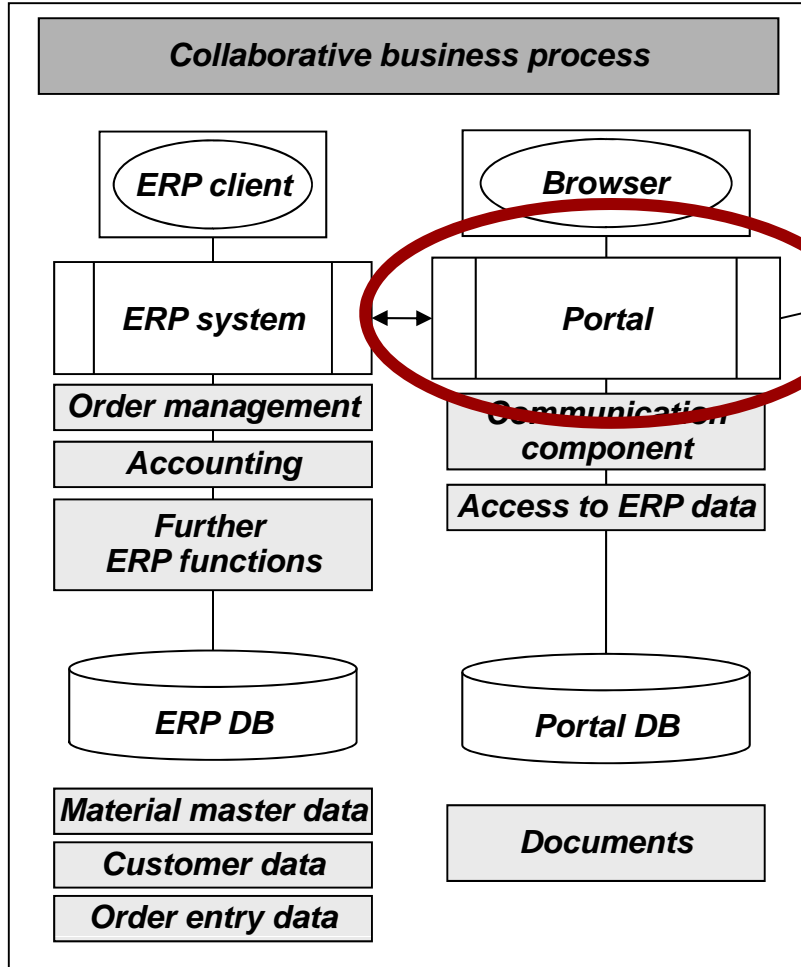 Collaborative business process
ERP client
Browser
ERP system
Portal
Order management
Communication
component
Accounting
Access to ERP data
Further
ERP functions
ERP DB
Portal DB
Material master data
Documents
Customer data
Order entry data